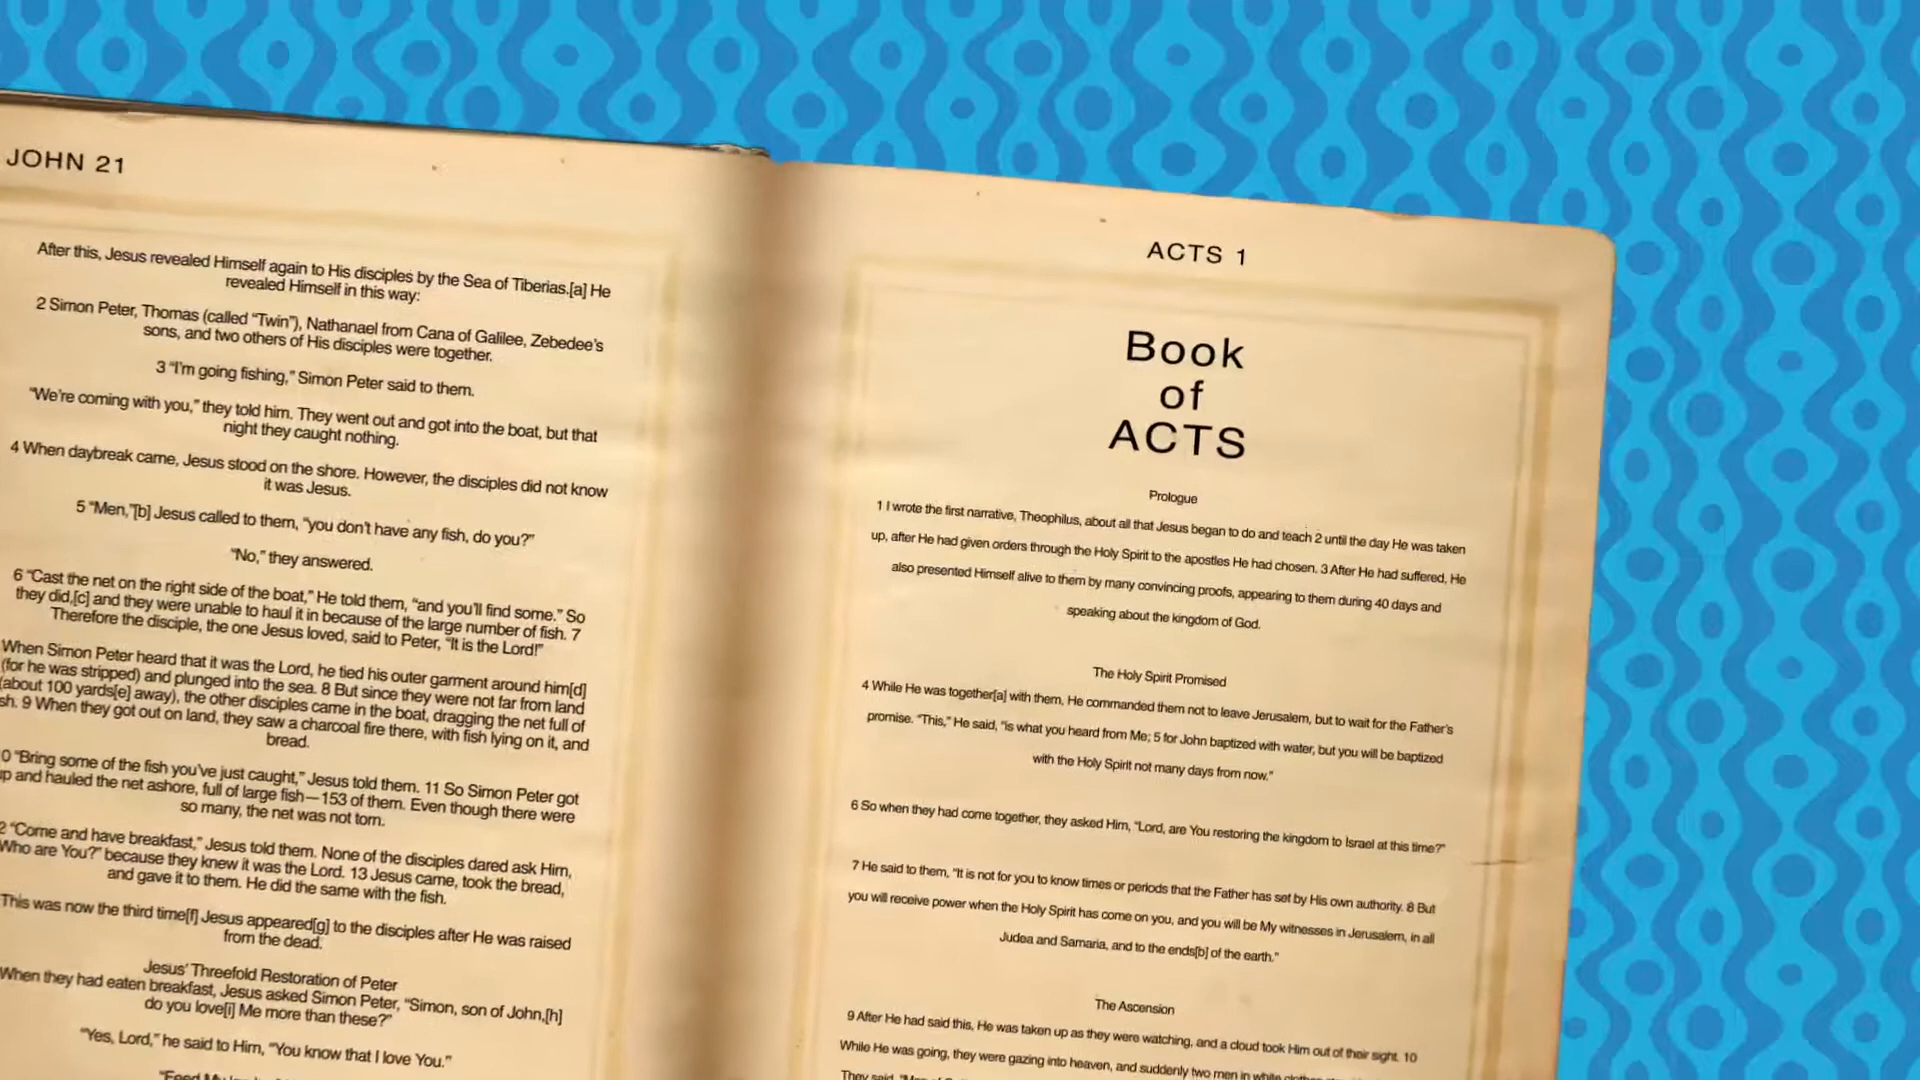 JOHN 21
After this, Jesus revealed Himself again to His disciples by the Sea of Tiberias.[a] He
revealed Himself in this way:
2 Simon Peter, Thomas (called “Twin”), Nathanael from Cana of Galilee, Zebedee’s
sons, and two others of His disciples were together.
3 “I’m going fishing,” Simon Peter said to them.
“We’re coming with you,” they told him. They went out and got into the boat, but that
night they caught nothing.
4 When daybreak came, Jesus stood on the shore. However, the disciples did not know
it was Jesus.
5 “Men,”[b] Jesus called to them, “you don’t have any fish, do you?”
“No,” they answered.
6 “Cast the net on the right side of the boat,” He told them, “and you’ll find some.” So
they did,[c] and they were unable to haul it in because of the large number of fish. 7
Therefore the disciple, the one Jesus loved, said to Peter, “It is the Lord!”
When Simon Peter heard that it was the Lord, he tied his outer garment around him[d]
(for he was stripped) and plunged into the sea. 8 But since they were not far from land
(about 100 yards[e] away), the other disciples came in the boat, dragging the net full of
sh. 9 When they got out on land, they saw a charcoal fire there, with fish lying on it, and
bread.
0 “Bring some of the fish you’ve just caught,” Jesus told them. 11 So Simon Peter got
up and hauled the net ashore, full of large fish—153 of them. Even though there were
so many, the net was not torn.
2 “Come and have breakfast,” Jesus told them. None of the disciples dared ask Him,
Who are You?” because they knew it was the Lord. 13 Jesus came, took the bread,
and gave it to them. He did the same with the fish.
This was now the third time[f] Jesus appeared[g] to the disciples after He was raised
from the dead.
Jesus’ Threefold Restoration of Peter
When they had eaten breakfast, Jesus asked Simon Peter, “Simon, son of John,[h]
do you love[i] Me more than these?”
“Yes, Lord,” he said to Him, “You know that I love You.”
ACTS 1
Book
of
ACTS
Prologue
1 I wrote the first narrative, Theophilus, about all that Jesus began to do and teach 2 until the day He was taken
up, after He had given orders through the Holy Spirit to the apostles He had chosen. 3 After He had suffered, He
also presented Himself alive to them by many convincing proofs, appearing to them during 40 days and
speaking about the kingdom of God.
The Holy Spirit Promised
4 While He was together[a] with them, He commanded them not to leave Jerusalem, but to wait for the Father’s
promise. “This,” He said, “is what you heard from Me; 5 for John baptized with water, but you will be baptized
with the Holy Spirit not many days from now.”
6 So when they had come together, they asked Him, “Lord, are You restoring the kingdom to Israel at this time?”
7 He said to them, “It is not for you to know times or periods that the Father has set by His own authority. 8 But
you will receive power when the Holy Spirit has come on you, and you will be My witnesses in Jerusalem, in all
Judea and Samaria, and to the ends[b] of the earth.”
The Ascension
9 After He had said this, He was taken up as they were watching, and a cloud took Him out of their sight. 10
While He was going, they were gazing into heaven, and suddenly two men in white
They said,